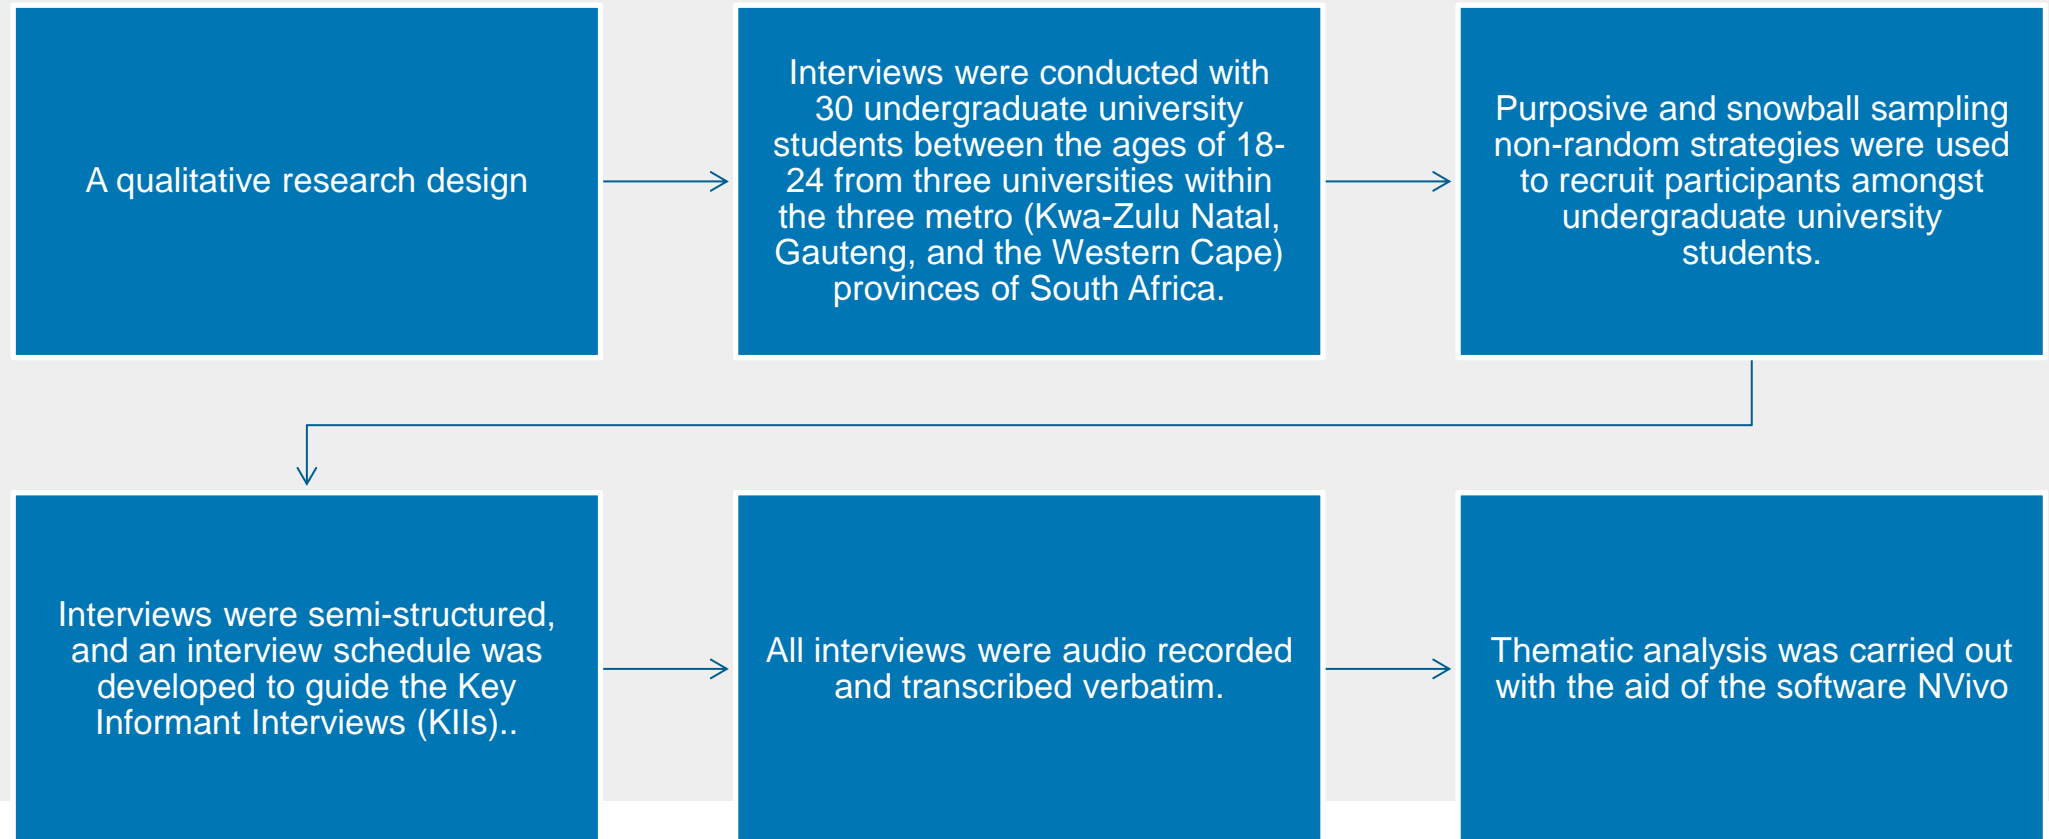 A qualitative research design
Interviews were conducted with
30 undergraduate university
students between the ages of 18-
24 from three universities within
the three metro (Kwa-Zulu Natal,
Gauteng, and the Western Cape)
provinces of South Africa.
Purposive and snowball sampling
non-random strategies were used
to recruit participants amongst
undergraduate university
students.
Interviews were semi-structured,
and an interview schedule was
developed to guide the Key
Informant Interviews (KIIs)..
All interviews were audio recorded
and transcribed verbatim.
Thematic analysis was carried out
with the aid of the software NVivo